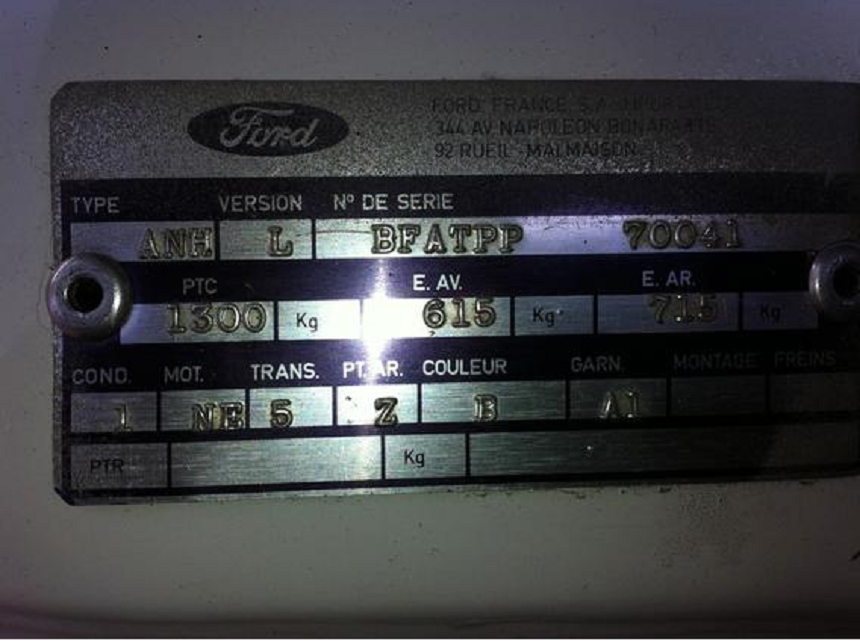 Ford
FORD FRANCE S.A.
344 AV NAPOLEON BONAPARTE
92 RUEIL-MALMAISON
TYPE VERSION Nº DE SERIE
ANH L BFATPP 70041
PTC E. AV. E. AR.
1300 Kg 615 Kg 715 Kg
COND. MOT. TRANS. PT. AR. COULEUR GARN. MONTAGE FREINS
1 NE 5 Z B A1
PTR Kg